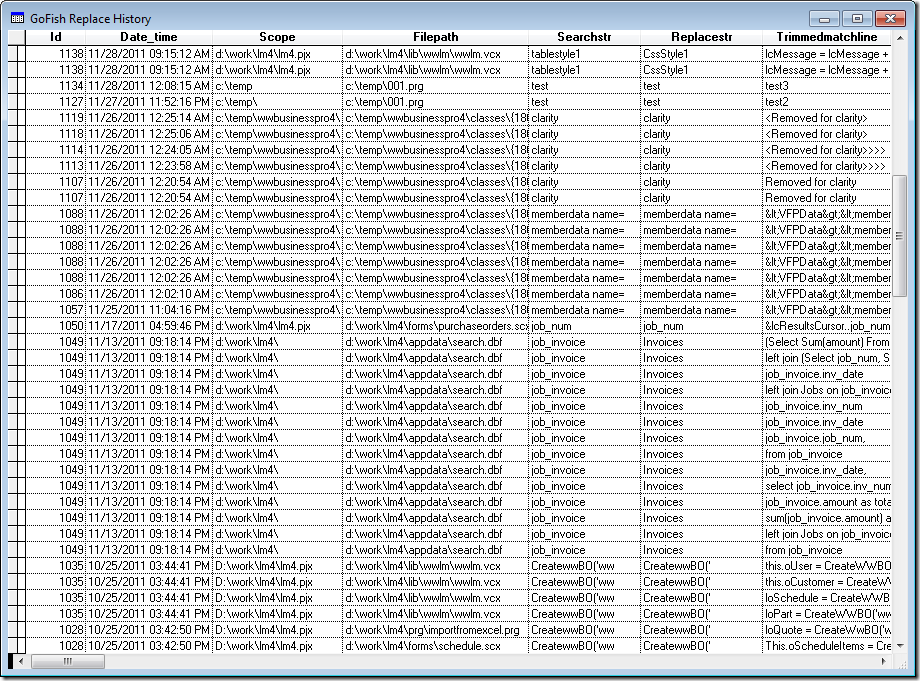 GoFish Replace History
Id Date_time Scope Filepath Searchstr Replacestr Trimmedmatchline
1138 11/28/2011 09:15:12 AM d:\work\lm4\lm4.pjx d:\work\lm4\lib\wwlm\wwlm.vcx tablestyle1 CssStyle1 lcMessage = lcMessage +
1138 11/28/2011 09:15:12 AM d:\work\lm4\lm4.pjx d:\work\lm4\lib\wwlm\wwlm.vcx tablestyle1 CssStyle1 lcMessage = lcMessage +
1134 11/28/2011 12:08:15 AM c:\temp c:\temp\001.prg test test test3
1127 11/27/2011 11:52:16 PM c:\temp\ c:\temp\001.prg test test test2
1119 11/26/2011 12:25:14 AM c:\temp\wwbusinesspro4\ c:\temp\wwbusinesspro4\classes\{18 clarity clarity <Removed for clarity>
1118 11/26/2011 12:25:06 AM c:\temp\wwbusinesspro4\ c:\temp\wwbusinesspro4\classes\{18 clarity clarity <Removed for clarity>
1114 11/26/2011 12:24:05 AM c:\temp\wwbusinesspro4\ c:\temp\wwbusinesspro4\classes\{18 clarity clarity <Removed for clarity>>>>
1113 11/26/2011 12:23:58 AM c:\temp\wwbusinesspro4\ c:\temp\wwbusinesspro4\classes\{18 clarity clarity <Removed for clarity>>>>
1107 11/26/2011 12:20:54 AM c:\temp\wwbusinesspro4\ c:\temp\wwbusinesspro4\classes\{18 clarity clarity Removed for clarity
1107 11/26/2011 12:20:54 AM c:\temp\wwbusinesspro4\ c:\temp\wwbusinesspro4\classes\{18 clarity clarity Removed for clarity
1088 11/26/2011 12:02:26 AM c:\temp\wwbusinesspro4\ c:\temp\wwbusinesspro4\classes\{18 memberdata name= memberdata name= &lt;VFPData&gt;&lt;member
1088 11/26/2011 12:02:26 AM c:\temp\wwbusinesspro4\ c:\temp\wwbusinesspro4\classes\{18 memberdata name= memberdata name= &lt;VFPData&gt;&lt;member
1088 11/26/2011 12:02:26 AM c:\temp\wwbusinesspro4\ c:\temp\wwbusinesspro4\classes\{18 memberdata name= memberdata name= &lt;VFPData&gt;&lt;member
1088 11/26/2011 12:02:26 AM c:\temp\wwbusinesspro4\ c:\temp\wwbusinesspro4\classes\{18 memberdata name= memberdata name= &lt;VFPData&gt;&lt;member
1088 11/26/2011 12:02:26 AM c:\temp\wwbusinesspro4\ c:\temp\wwbusinesspro4\classes\{18 memberdata name= memberdata name= &lt;VFPData&gt;&lt;member
1086 11/26/2011 12:02:10 AM c:\temp\wwbusinesspro4\ c:\temp\wwbusinesspro4\classes\{18 memberdata name= memberdata name= &lt;VFPData&gt;&lt;member
1057 11/25/2011 11:04:16 PM c:\temp\wwbusinesspro4\ c:\temp\wwbusinesspro4\classes\{18 memberdata name= memberdata name= &lt;VFPData&gt;&lt;member
1050 11/17/2011 04:59:46 PM d:\work\lm4\lm4.pjx d:\work\lm4\forms\purchaseorders.scx job_num job_num &lcResultsCursor..job_num
1049 11/13/2011 09:18:14 PM d:\work\lm4\ d:\work\lm4\appdata\search.dbf job_invoice Invoices (Select Sum(amount) From
1049 11/13/2011 09:18:14 PM d:\work\lm4\ d:\work\lm4\appdata\search.dbf job_invoice Invoices left join (Select job_num, S
1049 11/13/2011 09:18:14 PM d:\work\lm4\ d:\work\lm4\appdata\search.dbf job_invoice Invoices job_invoice.inv_date
1049 11/13/2011 09:18:14 PM d:\work\lm4\ d:\work\lm4\appdata\search.dbf job_invoice Invoices left join Jobs on job_invoic
1049 11/13/2011 09:18:14 PM d:\work\lm4\ d:\work\lm4\appdata\search.dbf job_invoice Invoices job_invoice.inv_num
1049 11/13/2011 09:18:14 PM d:\work\lm4\ d:\work\lm4\appdata\search.dbf job_invoice Invoices job_invoice.inv_date
1049 11/13/2011 09:18:14 PM d:\work\lm4\ d:\work\lm4\appdata\search.dbf job_invoice Invoices job_invoice.job_num,
1049 11/13/2011 09:18:14 PM d:\work\lm4\ d:\work\lm4\appdata\search.dbf job_invoice Invoices from job_invoice
1049 11/13/2011 09:18:14 PM d:\work\lm4\ d:\work\lm4\appdata\search.dbf job_invoice Invoices job_invoice.inv_date,
1049 11/13/2011 09:18:14 PM d:\work\lm4\ d:\work\lm4\appdata\search.dbf job_invoice Invoices select job_invoice.inv_num
1049 11/13/2011 09:18:14 PM d:\work\lm4\ d:\work\lm4\appdata\search.dbf job_invoice Invoices job_invoice.amount as tota
1049 11/13/2011 09:18:14 PM d:\work\lm4\ d:\work\lm4\appdata\search.dbf job_invoice Invoices sum(job_invoice.amount) a
1049 11/13/2011 09:18:14 PM d:\work\lm4\ d:\work\lm4\appdata\search.dbf job_invoice Invoices left join Jobs on job_invoic
1049 11/13/2011 09:18:14 PM d:\work\lm4\ d:\work\lm4\appdata\search.dbf job_invoice Invoices from job_invoice
1035 10/25/2011 03:44:41 PM D:\work\lm4\lm4.pjx d:\work\lm4\lib\wwlm\wwlm.vcx CreatewwBO('ww CreatewwBO(' this.oUser = CreateWWBO
1035 10/25/2011 03:44:41 PM D:\work\lm4\lm4.pjx d:\work\lm4\lib\wwlm\wwlm.vcx CreatewwBO('ww CreatewwBO(' this.oCustomer = CreateW
1035 10/25/2011 03:44:41 PM D:\work\lm4\lm4.pjx d:\work\lm4\lib\wwlm\wwlm.vcx CreatewwBO('ww CreatewwBO(' loSchedule = CreateWWB
1035 10/25/2011 03:44:41 PM D:\work\lm4\lm4.pjx d:\work\lm4\lib\wwlm\wwlm.vcx CreatewwBO('ww CreatewwBO(' loPart = CreateWWBO('ww
1028 10/25/2011 03:42:50 PM D:\work\lm4\lm4.pjx d:\work\lm4\prg\importfromexcel.prg CreatewwBO('ww CreatewwBO(' loQuote = CreateWWBO('
1028 10/25/2011 03:42:50 PM D:\work\lm4\lm4.pjx d:\work\lm4\forms\schedule.scx CreatewwBO('ww CreatewwBO(' This.oScheduleItems = Cre